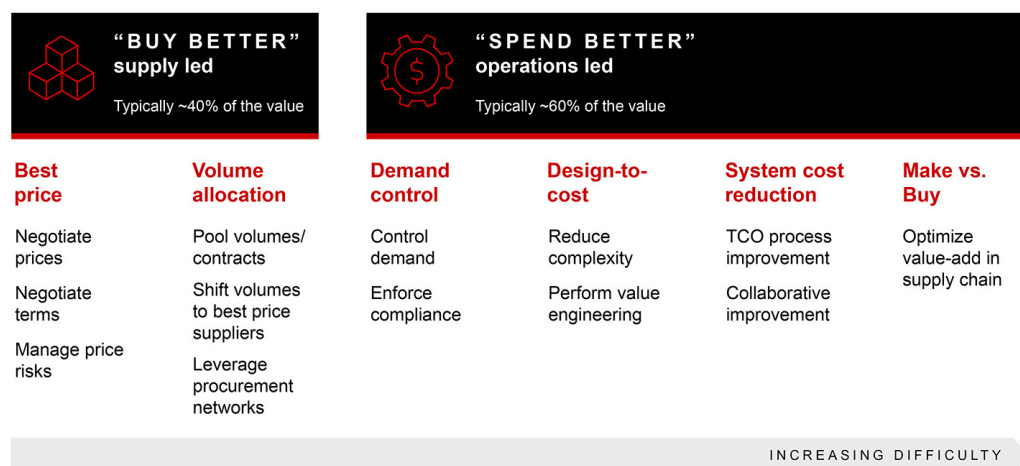 “BUY BETTER”
supply led
Typically ~40% of the value
“SPEND BETTER”
operations led
Typically ~60% of the value
Best
price
Negotiate
prices
Negotiate
terms
Manage price
risks
Volume
allocation
Pool volumes/
contracts
Shift volumes
to best price
suppliers
Leverage
procurement
networks
Demand
control
Control
demand
Enforce
compliance
Design-to-
cost
Reduce
complexity
Perform value
engineering
System cost
reduction
TCO process
improvement
Collaborative
improvement
Make vs.
Buy
Optimize
value-add in
supply chain
INCREASING DIFFICULTY